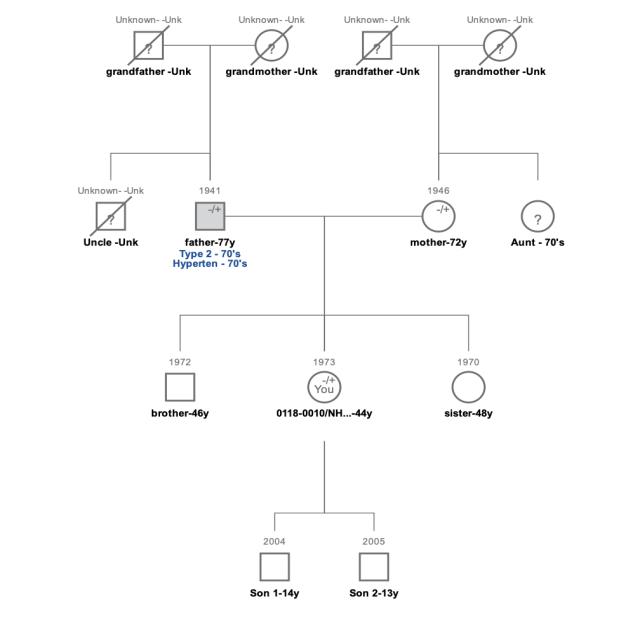 Unknown- -Unk Unknown- -Unk Unknown- -Unk Unknown- -Unk
? ? ? ?
grandfather -Unk grandmother -Unk grandfather -Unk grandmother -Unk
Unknown- -Unk 1941 1946
? -/+ -/+ ?
Uncle -Unk father-77y mother-72y Aunt - 70's
Type 2 - 70's
Hyperten - 70's
1972 1973 1970
-/+
You
brother-46y 0118-0010/NH...-44y sister-48y
2004 2005
Son 1-14y Son 2-13y